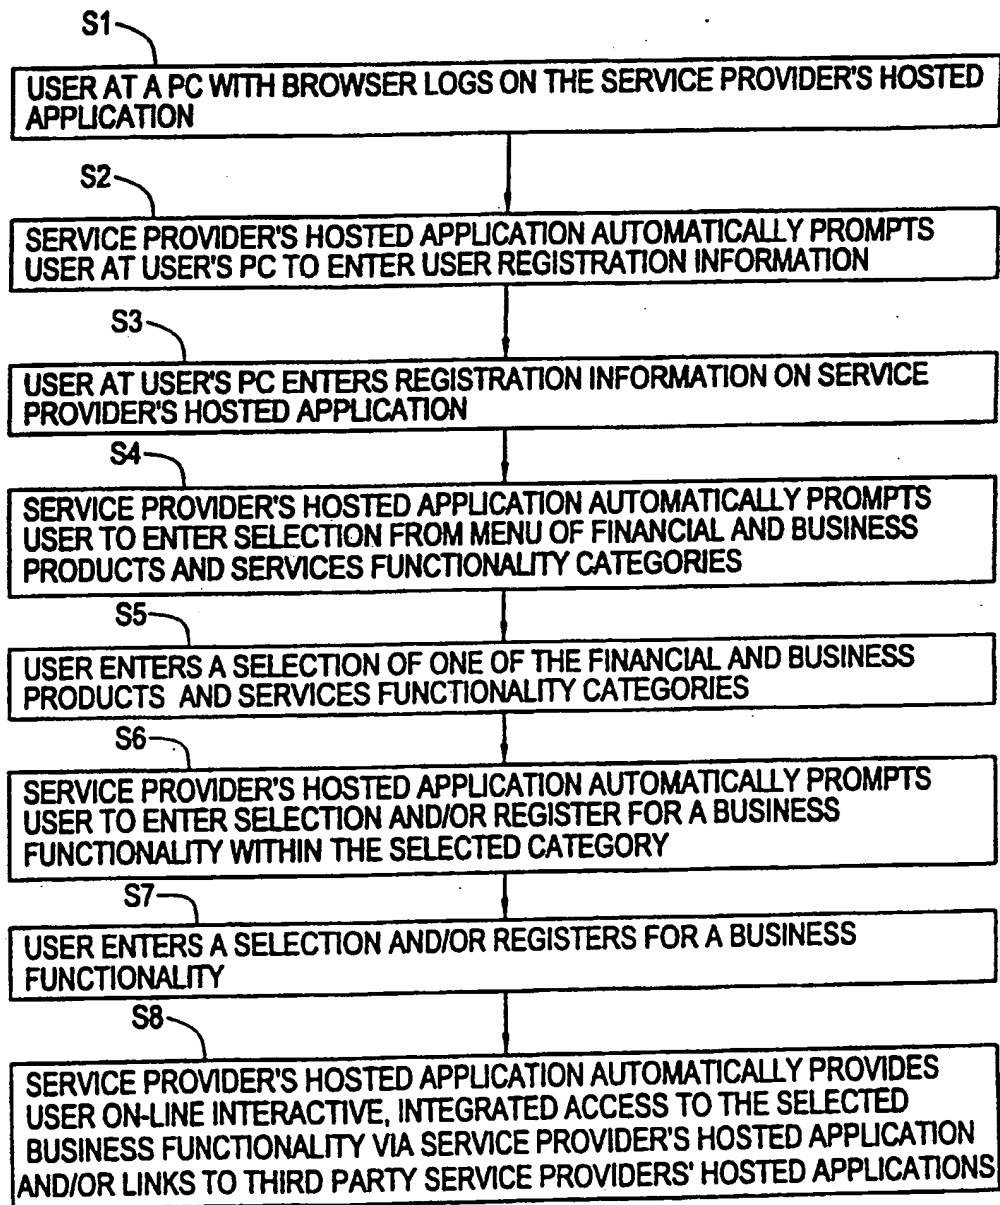 S1
USER AT A PC WITH BROWSER LOGS ON THE SERVICE PROVIDER'S HOSTED
APPLICATION
S2
SERVICE PROVIDER'S HOSTED APPLICATION AUTOMATICALLY PROMPTS
USER AT USER'S PC TO ENTER USER REGISTRATION INFORMATION
S3
USER AT USER'S PC ENTERS REGISTRATION INFORMATION ON SERVICE
PROVIDER'S HOSTED APPLICATION
S4
SERVICE PROVIDER'S HOSTED APPLICATION AUTOMATICALLY PROMPTS
USER TO ENTER SELECTION FROM MENU OF FINANCIAL AND BUSINESS
PRODUCTS AND SERVICES FUNCTIONALITY CATEGORIES
S5
USER ENTERS A SELECTION OF ONE OF THE FINANCIAL AND BUSINESS
PRODUCTS AND SERVICES FUNCTIONALITY CATEGORIES
S6
SERVICE PROVIDER'S HOSTED APPLICATION AUTOMATICALLY PROMPTS
USER TO ENTER SELECTION AND/OR REGISTER FOR A BUSINESS
FUNCTIONALITY WITHIN THE SELECTED CATEGORY
S7
USER ENTERS A SELECTION AND/OR REGISTERS FOR A BUSINESS
FUNCTIONALITY
S8
SERVICE PROVIDER'S HOSTED APPLICATION AUTOMATICALLY PROVIDES
USER ON-LINE INTERACTIVE, INTEGRATED ACCESS TO THE SELECTED
BUSINESS FUNCTIONALITY VIA SERVICE PROVIDER'S HOSTED APPLICATION
AND/OR LINKS TO THIRD PARTY SERVICE PROVIDERS' HOSTED APPLICATIONS